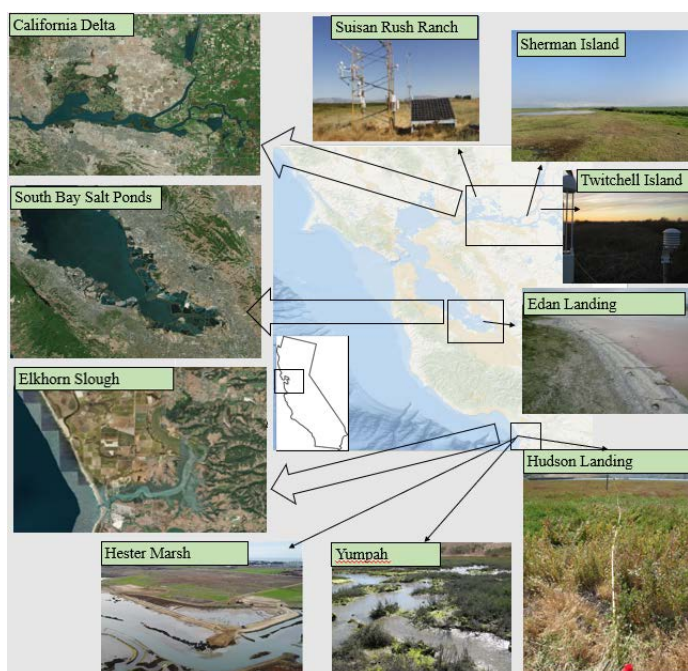 California Delta
Suisan Rush Ranch
Sherman Island
Twitchell Island
South Bay Salt Ponds
Edan Landing
Elkhorn Slough
Hudson Landing
Hester Marsh
Yumpah